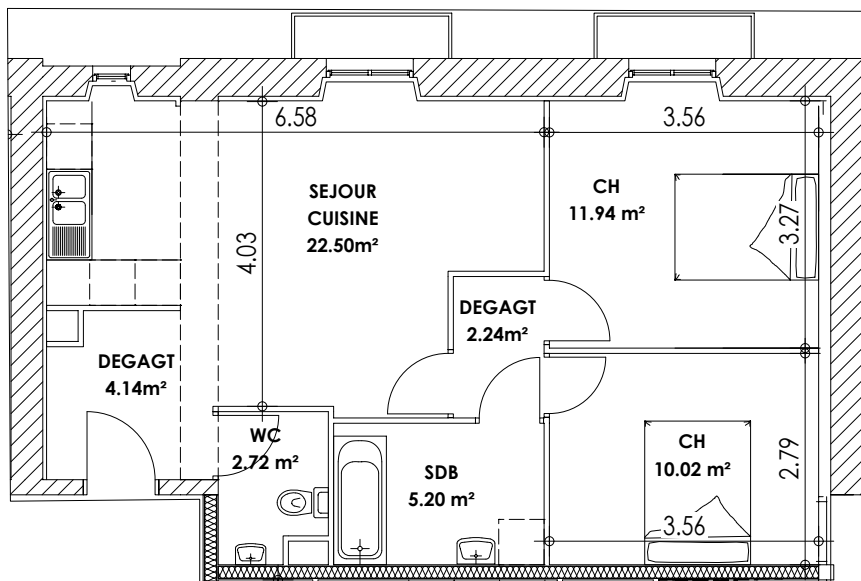 6.58
3.56
SEJOUR
CUISINE
22.50m²
CH
11.94 m²
3.27
4.03
DEGAGT
2.24m²
DEGAGT
4.14m²
WC
2.72 m²
SDB
5.20 m²
CH
10.02 m²
2.79
3.56